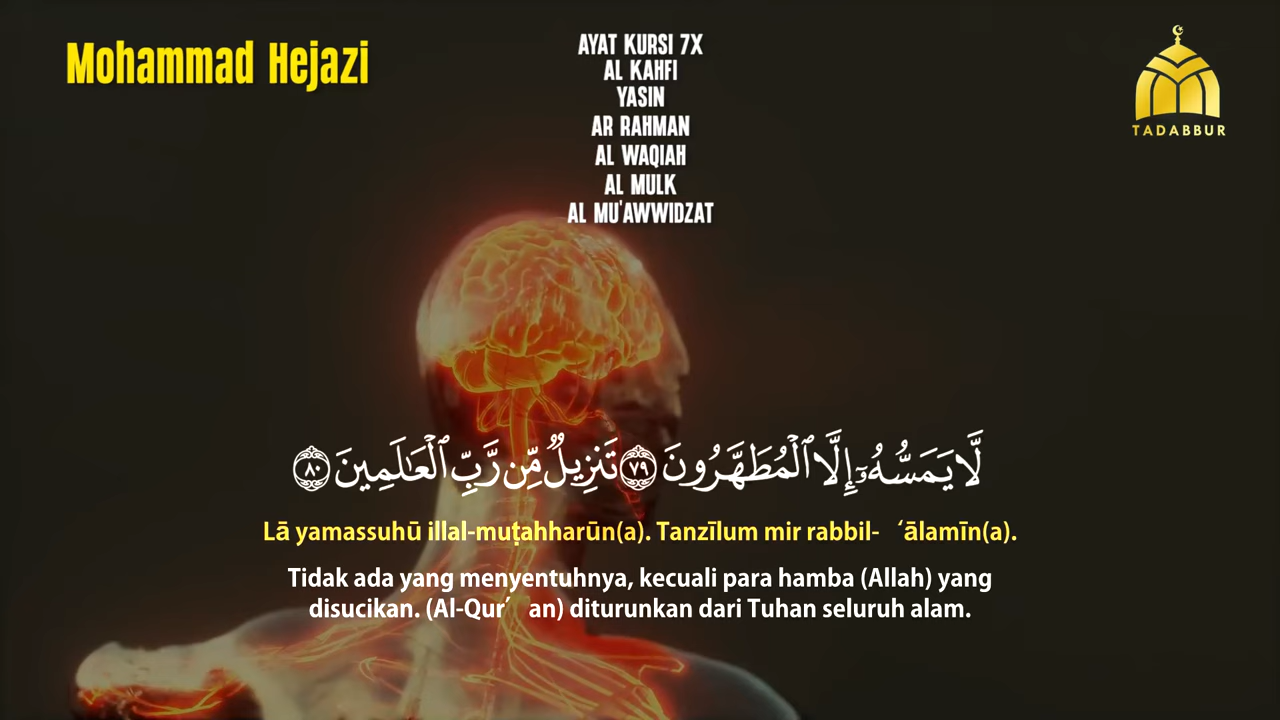 Mohammad Hejazi
AYAT KURSI 7X
AL KAHFI
YASIN
AR RAHMAN
AL WAQIAH
AL MULK
AL MU'AWWIDZAT
TADABBUR
لَّا يَمَسُّهُۥٓ إِلَّا ٱلْمُطَهَّرُونَ ٧٩ تَنزِيلٌ مِّن رَّبِّ ٱلْعَـٰلَمِينَ ٨٠
Lā yamassuhū illal-muṭahharūn(a). Tanzīlum mir rabbil- ‘ālamīn(a).
Tidak ada yang menyentuhnya, kecuali para hamba (Allah) yang
disucikan. (Al-Qur’ an) diturunkan dari Tuhan seluruh alam.